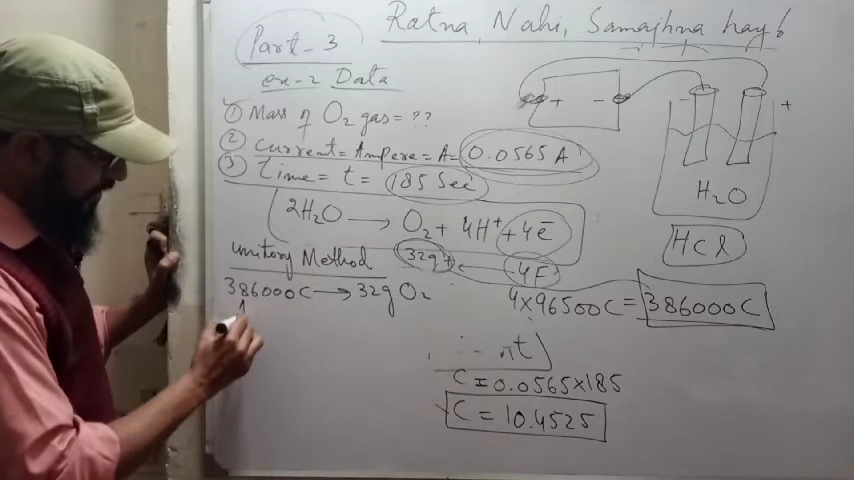 Ratna, Nahi, Samajhna hay 6
Part-3
ex-2 Data
① Mass of O2 gas = ??
② Current = Ampere = A = 0.0565 A
③ time = t = 185 Sec
+ -
- +
H2O
HCl
2H2O → O2 + 4H+ + 4e-
32g ← 4F
Unitory Method
386000C → 32g O2
4×96500C = 386000C
C = 0.0565×185
C = 10.4525